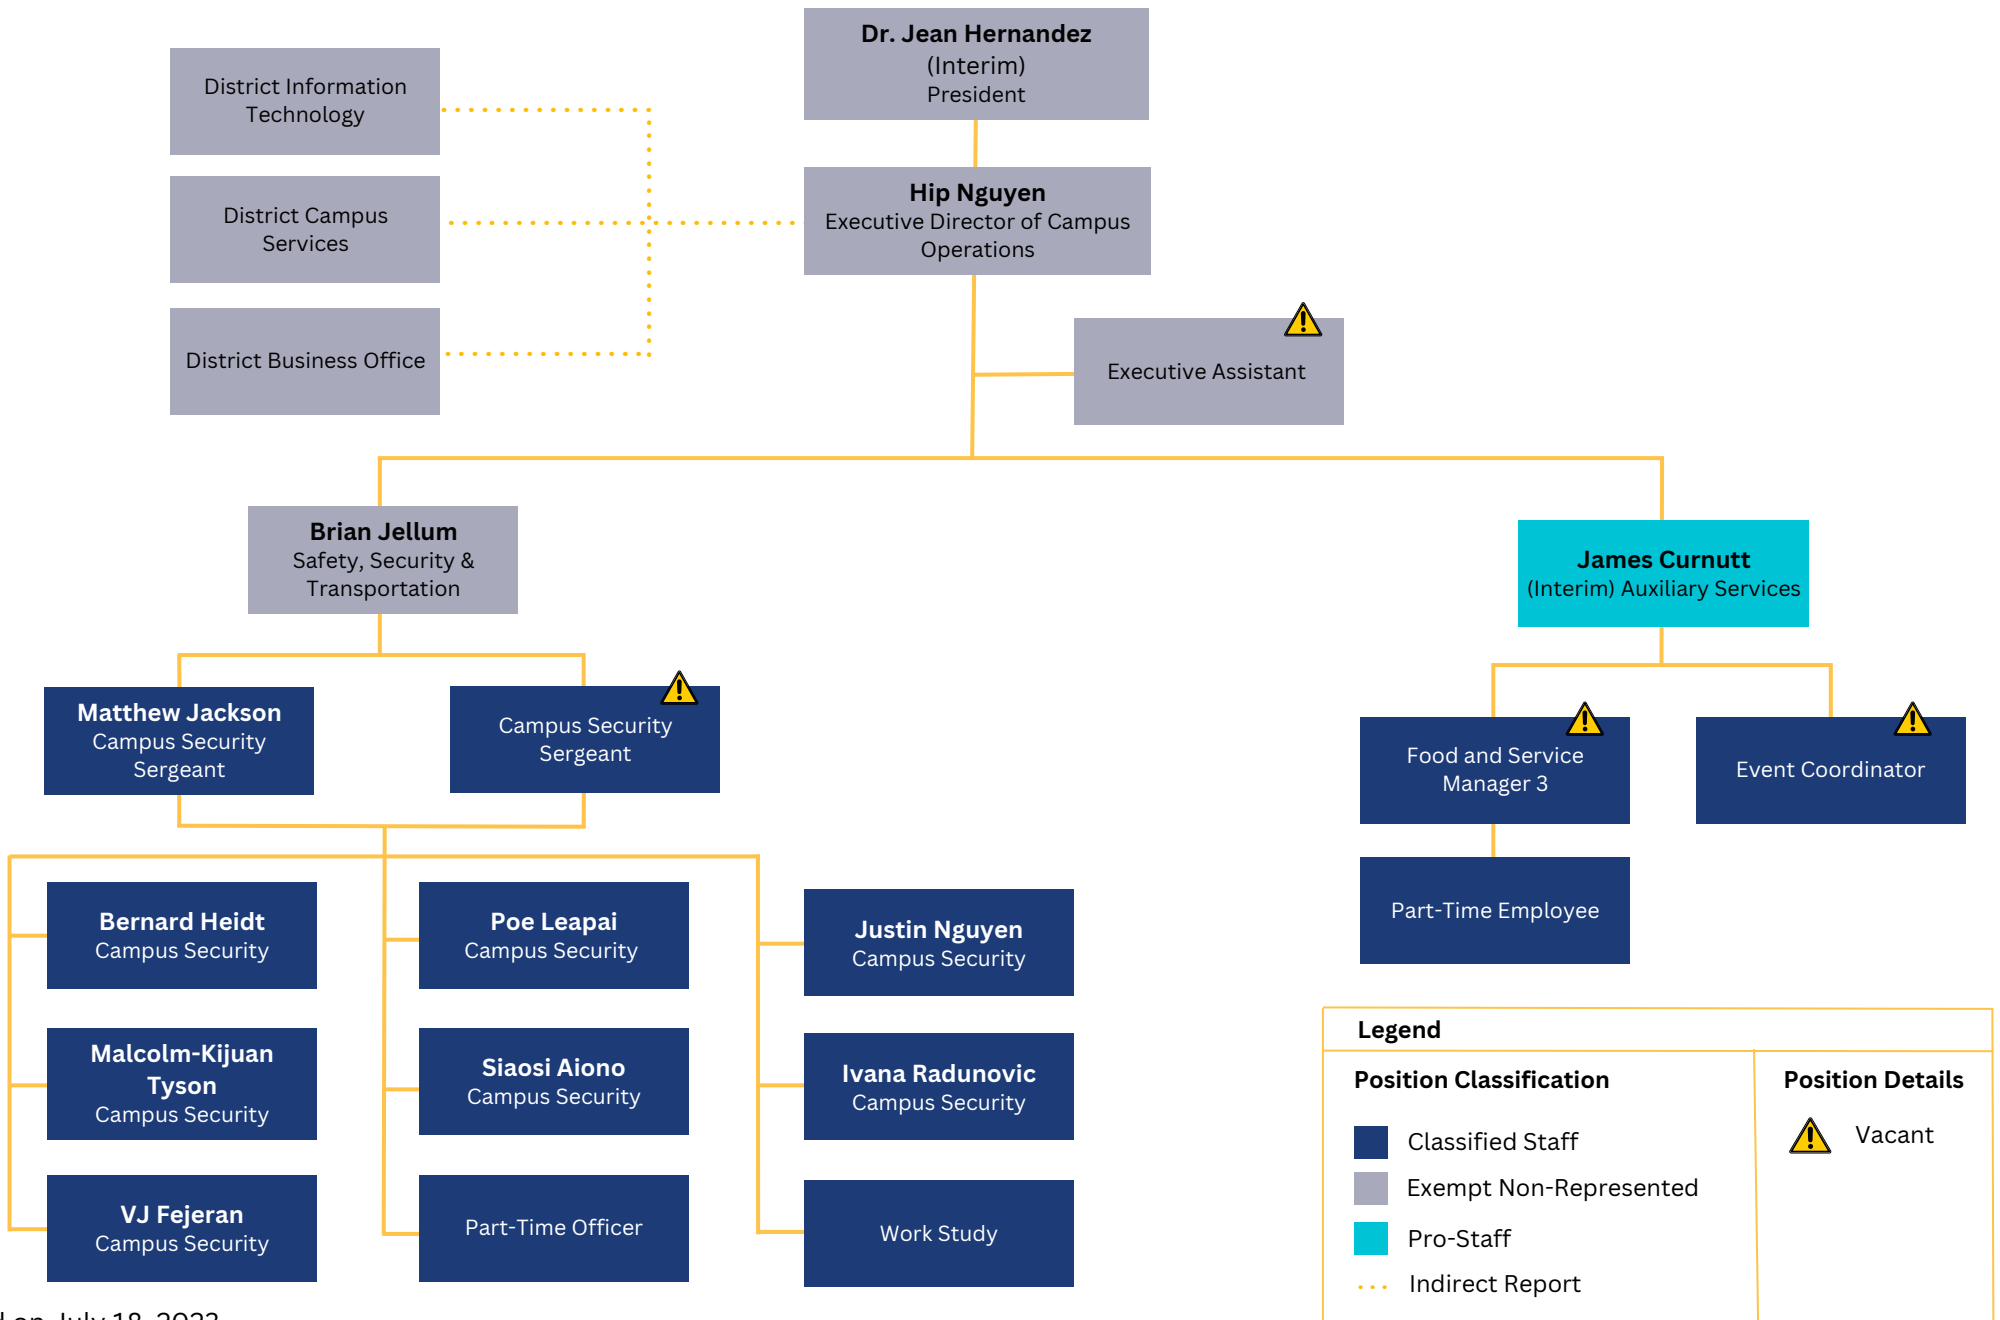 Dr. Jean Hernandez
(Interim)
President
District Information
Technology
District Campus
Services
District Business Office
Hip Nguyen
Executive Director of Campus
Operations
Executive Assistant
Brian Jellum
Safety, Security &
Transportation
James Curnutt
(Interim) Auxiliary Services
Matthew Jackson
Campus Security
Sergeant
Campus Security
Sergeant
Food and Service
Manager 3
Event Coordinator
Part-Time Employee
Bernard Heidt
Campus Security
Poe Leapai
Campus Security
Justin Nguyen
Campus Security
Malcolm-Kijuan
Tyson
Campus Security
Siaosi Aiono
Campus Security
Ivana Radunovic
Campus Security
VJ Fejeran
Campus Security
Part-Time Officer
Work Study
Legend
Position Classification
Classified Staff
Exempt Non-Represented
Pro-Staff
Indirect Report
Position Details
Vacant
on July 18, 2023